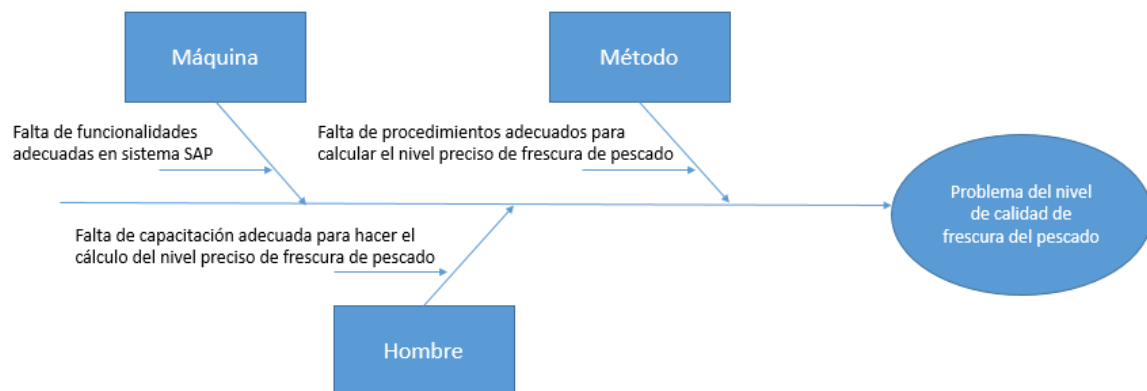 Máquina
Método
Falta de funcionalidades
adecuadas en sistema SAP
Falta de procedimientos adecuados para
calcular el nivel preciso de frescura de pescado
Problema del nivel
de calidad de
frescura del pescado
Falta de capacitación adecuada para hacer el
cálculo del nivel preciso de frescura de pescado
Hombre